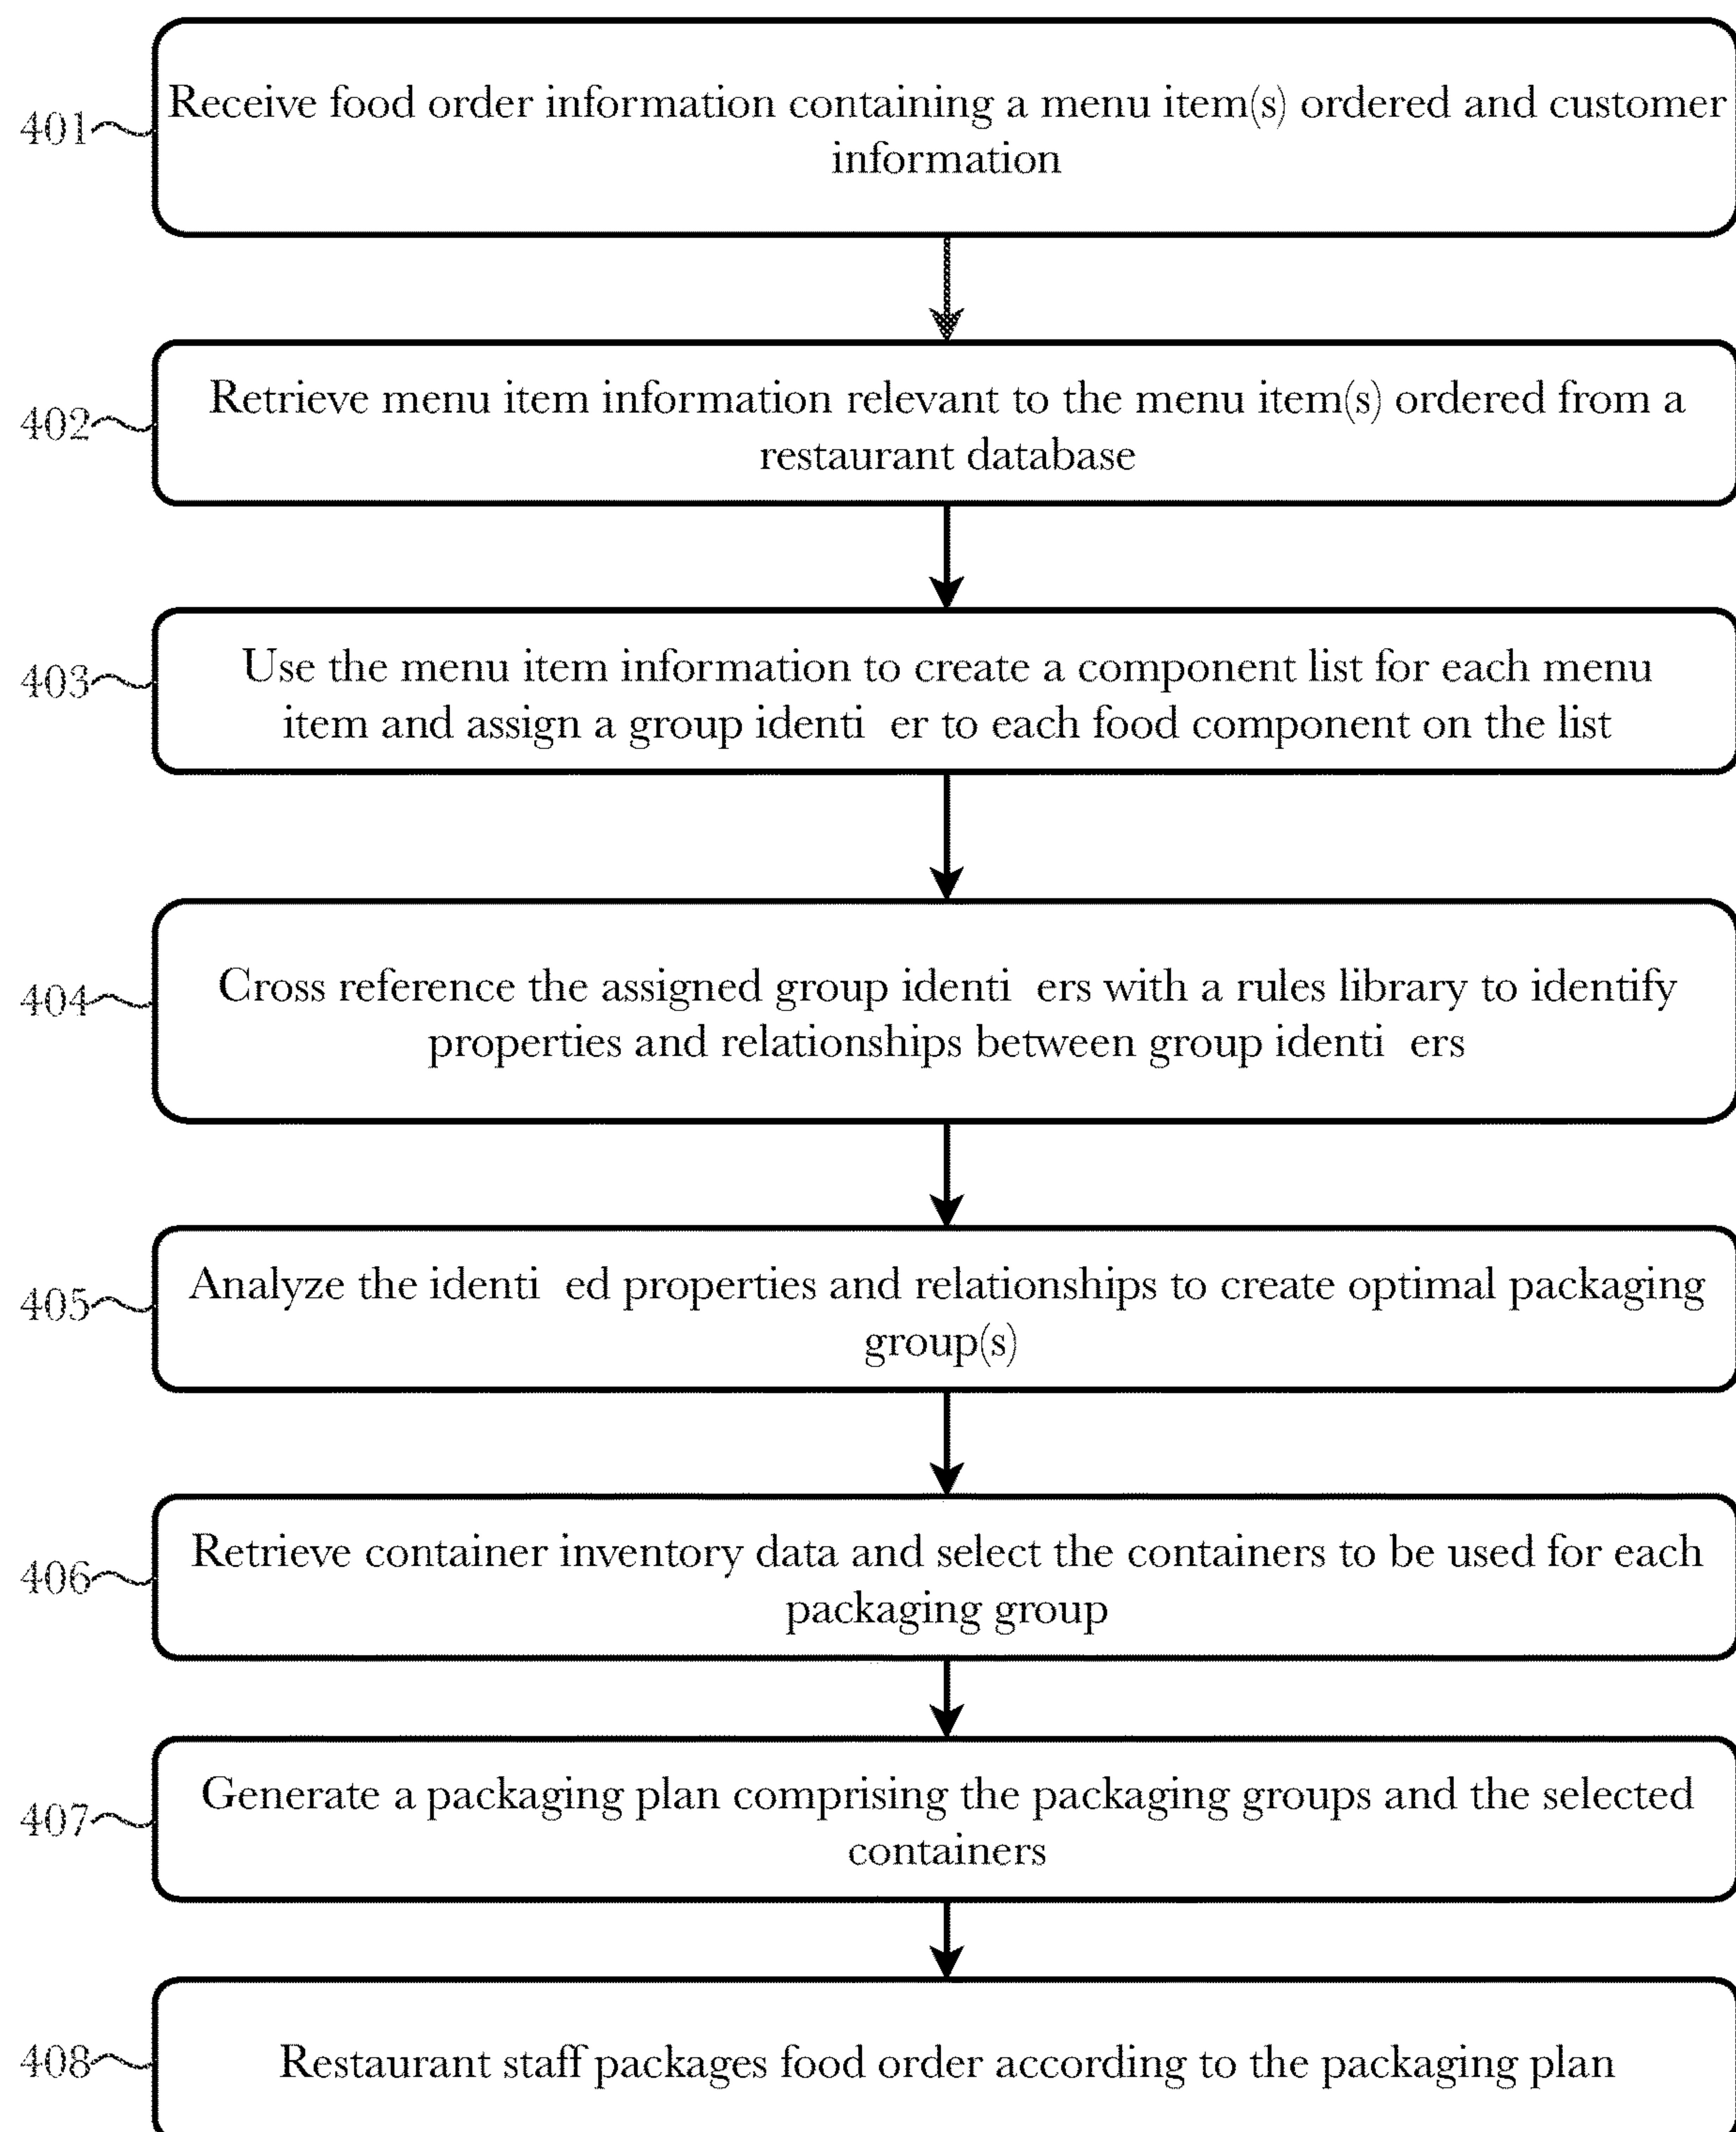 401
Receive food order information containing a menu item(s) ordered and customer
information
402
Retrieve menu item information relevant to the menu item(s) ordered from a
restaurant database
403
Use the menu item information to create a component list for each menu
item and assign a group identi er to each food component on the list
404
Cross reference the assigned group identi ers with a rules library to identify
properties and relationships between group identi ers
405
Analyze the identi ed properties and relationships to create optimal packaging
group(s)
406
Retrieve container inventory data and select the containers to be used for each
packaging group
407
Generate a packaging plan comprising the packaging groups and the selected
containers
408
Restaurant staff packages food order according to the packaging plan